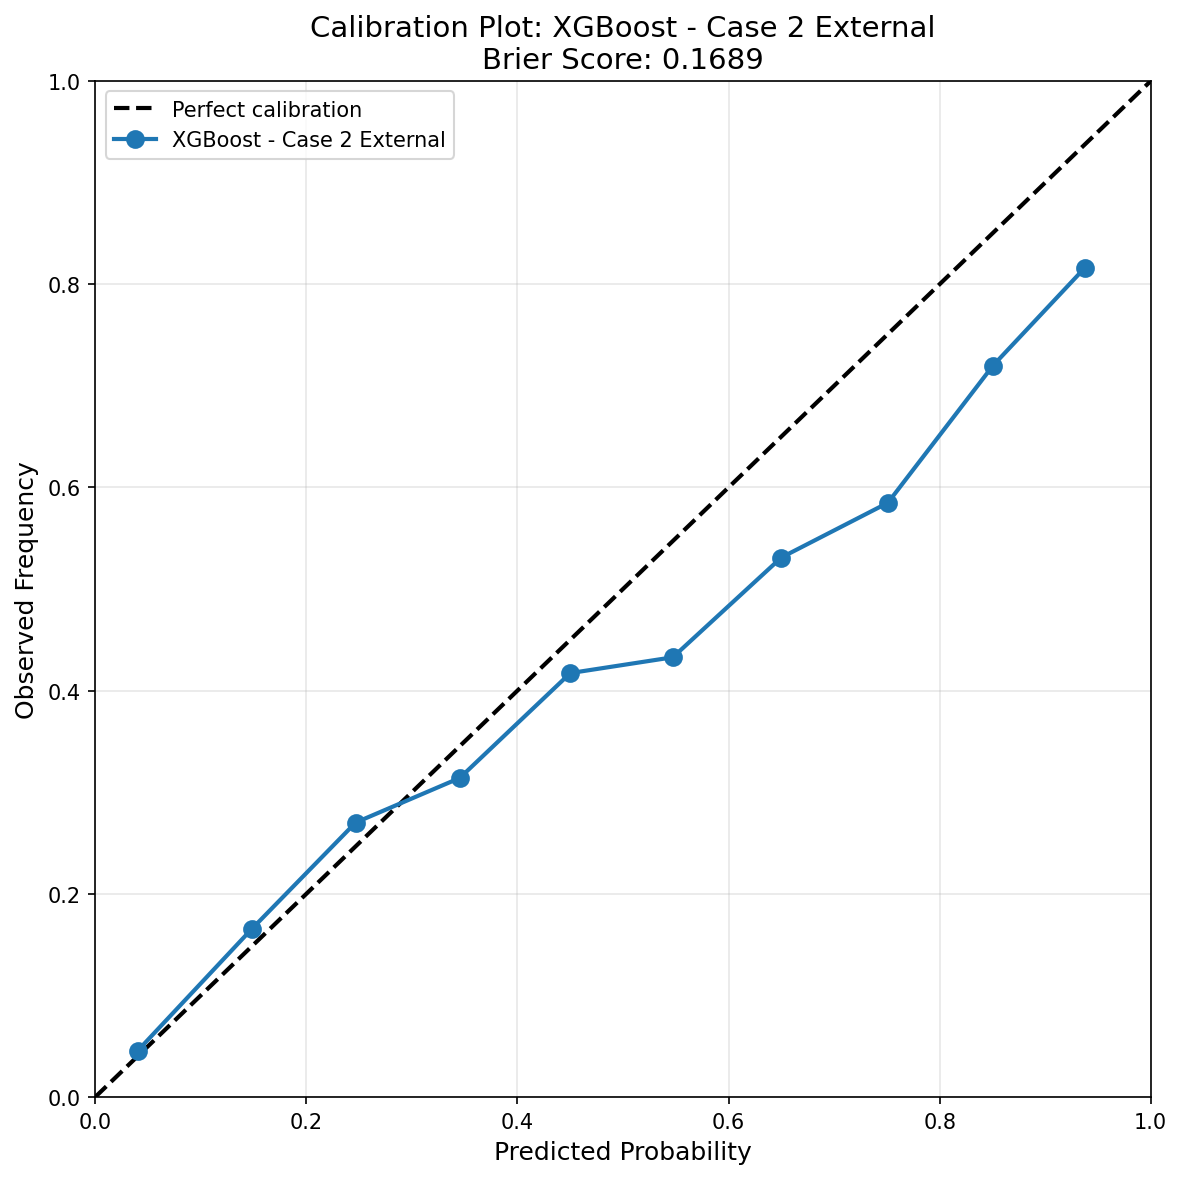 Calibration Plot: XGBoost - Case 2 External
Brier Score: 0.1689
Perfect calibration
XGBoost - Case 2 External
1.0
0.8
0.6
0.4
0.2
0.0
Observed Frequency
0.0 0.2 0.4 0.6 0.8 1.0
Predicted Probability